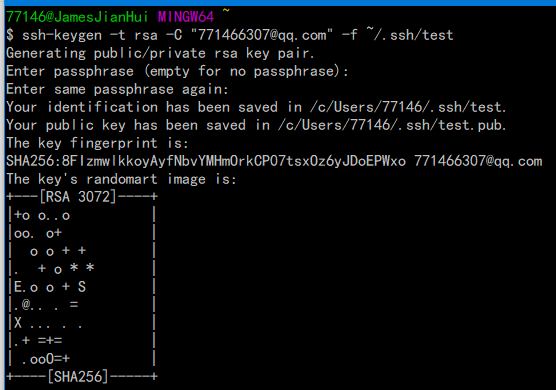 77146@JamesJianHui MINGW64 ~
$ ssh-keygen -t rsa -C "771466307@qq.com" -f ~/.ssh/test
Generating public/private rsa key pair.
Enter passphrase (empty for no passphrase):
Enter same passphrase again:
Your identification has been saved in /c/Users/77146/.ssh/test.
Your public key has been saved in /c/Users/77146/.ssh/test.pub.
The key fingerprint is:
SHA256:8FIzmwlkkoyAyfNbvYMHmOrkCP07tsxOz6yJDoEPWxo 771466307@qq.com
The key's randomart image is:
+---[RSA 3072]----+
|+o o..o          |
|oo. o+           |
|  o o + +        |
|.  + o * *       |
|E.o o + S        |
|.@.. . =         |
|X ... . .        |
|.+ =+=           |
| .ooO=+          |
+----[SHA256]-----+